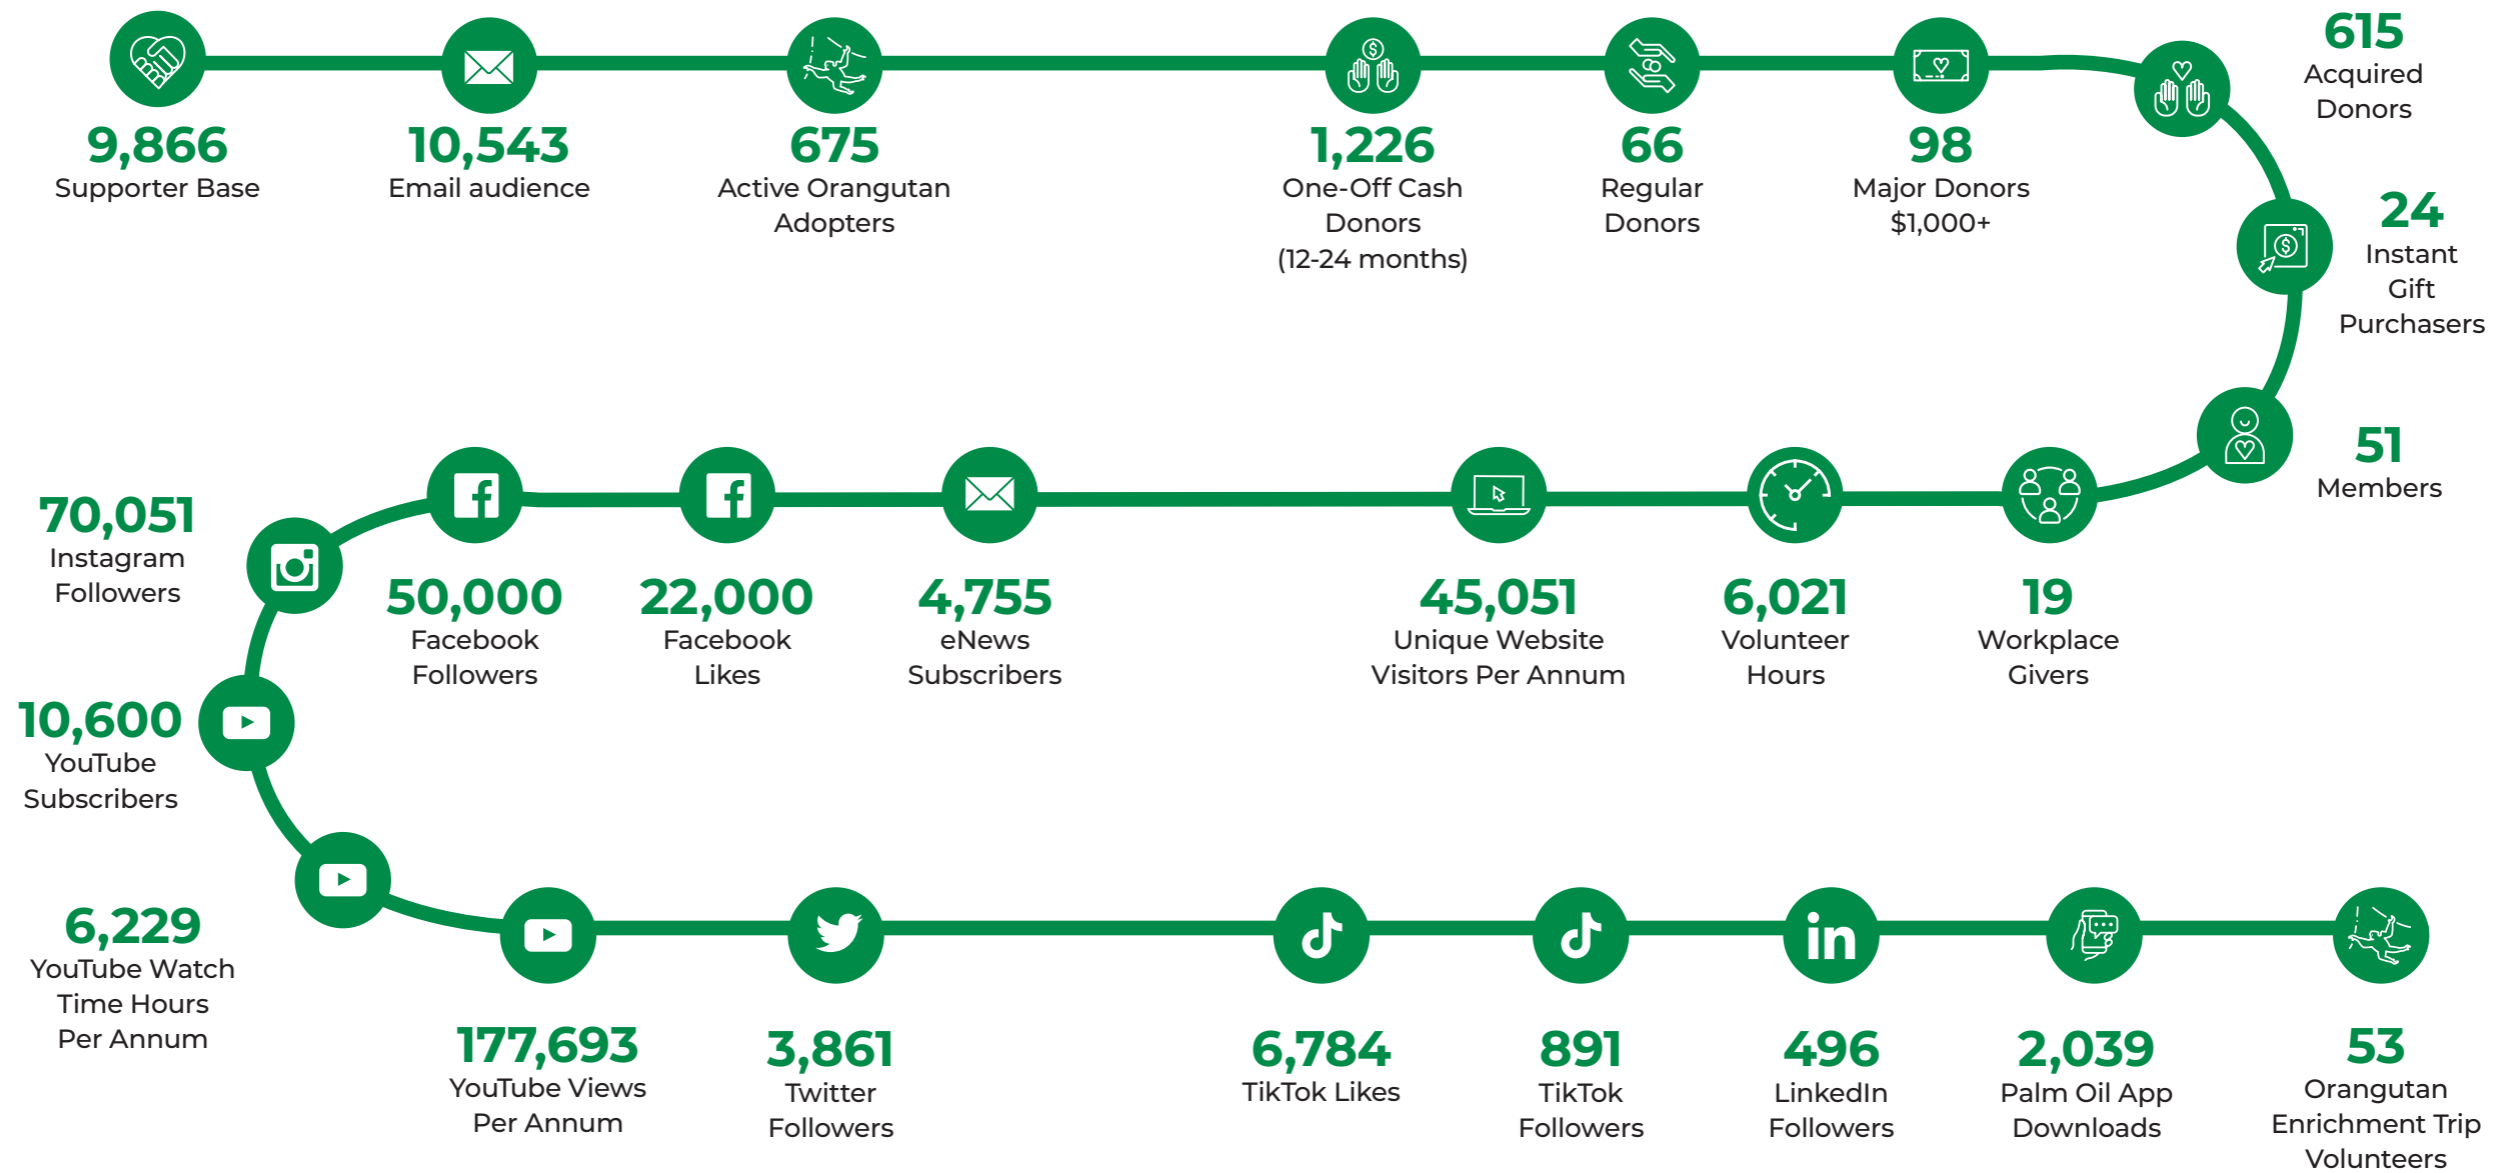 9,866
Supporter Base
10,543
Email audience
675
Active Orangutan
Adopters
1,226
One-Off Cash
Donors
(12-24 months)
66
Regular
Donors
98
Major Donors
$1,000+
615
Acquired
Donors
24
Instant
Gift
Purchasers
51
Members
19
Workplace
Givers
6,021
Volunteer
Hours
45,051
Unique Website
Visitors Per Annum
4,755
eNews
Subscribers
22,000
Facebook
Likes
50,000
Facebook
Followers
70,051
Instagram
Followers
10,600
YouTube
Subscribers
6,229
YouTube Watch
Time Hours
Per Annum
177,693
YouTube Views
Per Annum
3,861
Twitter
Followers
6,784
TikTok Likes
891
TikTok
Followers
496
LinkedIn
Followers
2,039
Palm Oil App
Downloads
53
Orangutan
Enrichment Trip
Volunteers